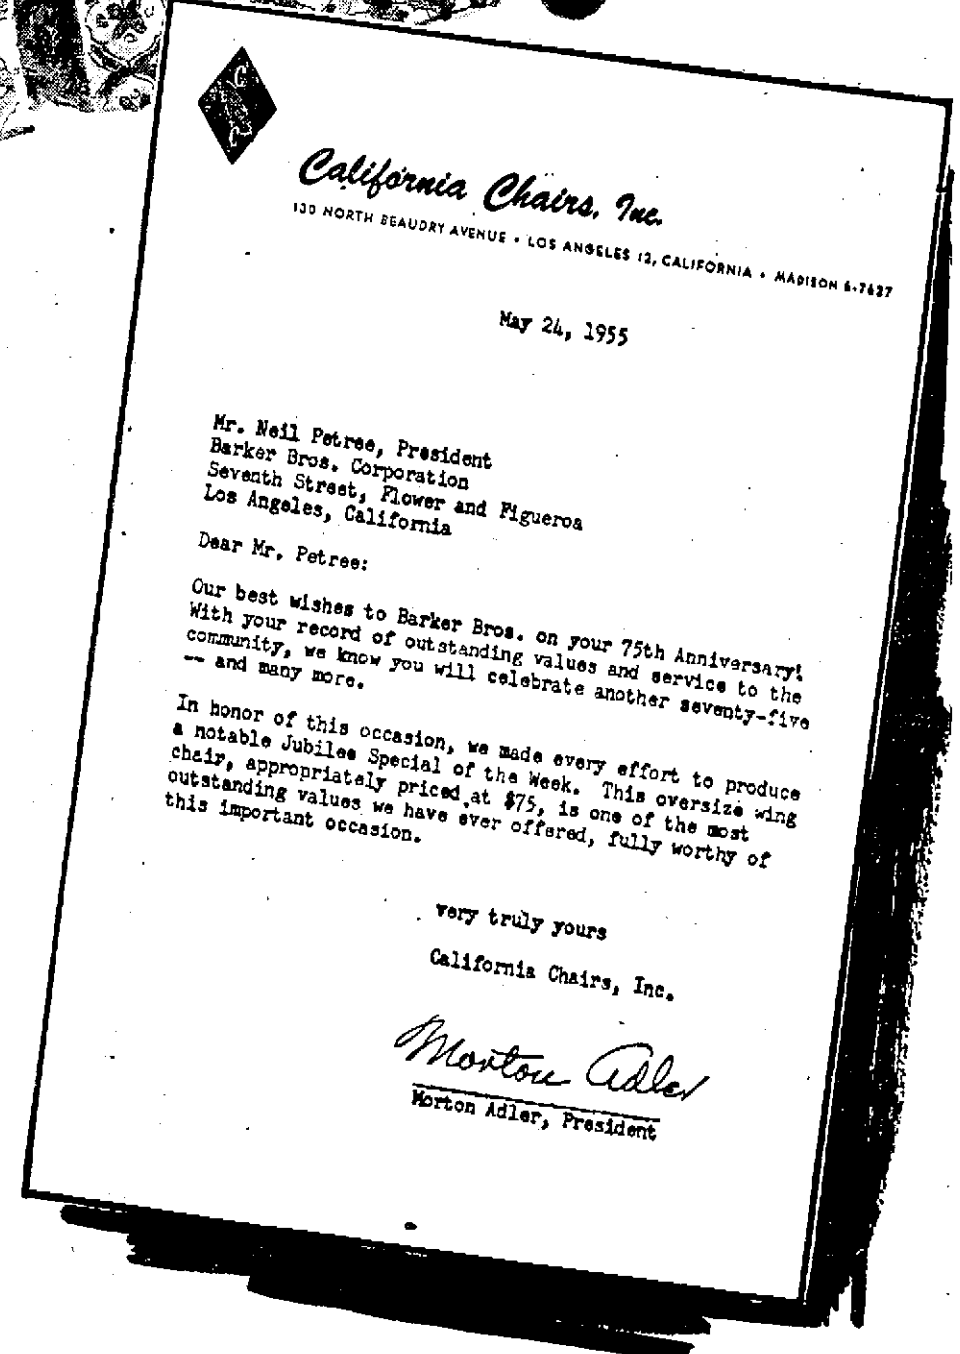 C C C
California Chairs, Inc.
130 NORTH BEAUDRY AVENUE • LOS ANGELES 12, CALIFORNIA • MADISON 6-7637
May 24, 1955
Mr. Neil Petree, President
Barker Bros. Corporation
Seventh Street, Flower and Figueroa
Los Angeles, California
Dear Mr. Petree:
Our best wishes to Barker Bros. on your 75th Anniversary!
With your record of outstanding values and service to the
community, we know you will celebrate another seventy-five
-- and many more.
In honor of this occasion, we made every effort to produce
a notable Jubilee Special of the Week. This oversize wing
chair, appropriately priced at $75, is one of the most
outstanding values we have ever offered, fully worthy of
this important occasion.
very truly yours
California Chairs, Inc.
Morton Adler
Morton Adler, President